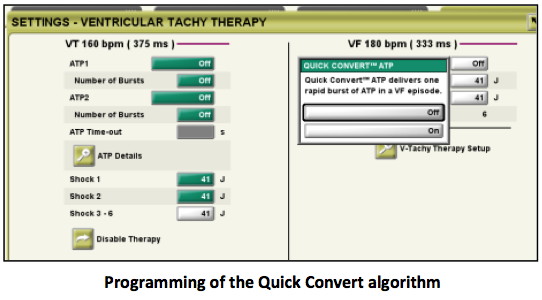 SETTINGS - VENTRICULAR TACHY THERAPY
VT 160 bpm ( 375 ms )
ATP1 Off
Number of Bursts Off
ATP2 Off
Number of Bursts Off
ATP Time-out s
ATP Details
Shock 1 41 J
Shock 2 41 J
Shock 3 - 6 41 J
Disable Therapy
VF 180 bpm ( 333 ms )
QUICK CONVERT™ ATP
Quick Convert™ ATP delivers one
rapid burst of ATP in a VF episode.
Off
On
Off
41 J
41 J
6
V-Tachy Therapy Setup
Programming of the Quick Convert algorithm